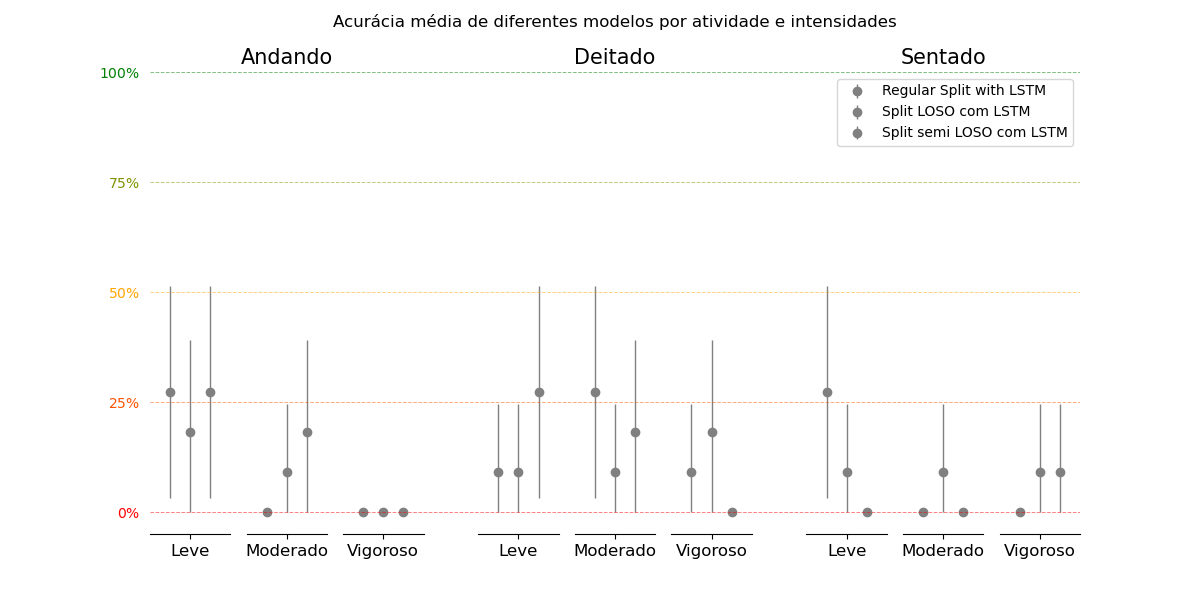 Acurácia média de diferentes modelos por atividade e intensidades
Andando
Deitado
Sentado
100%
Regular Split with LSTM
Split LOSO com LSTM
Split semi LOSO com LSTM
75%
50%
25%
0%
Leve
Moderado
Vigoroso
Leve
Moderado
Vigoroso
Leve
Moderado
Vigoroso